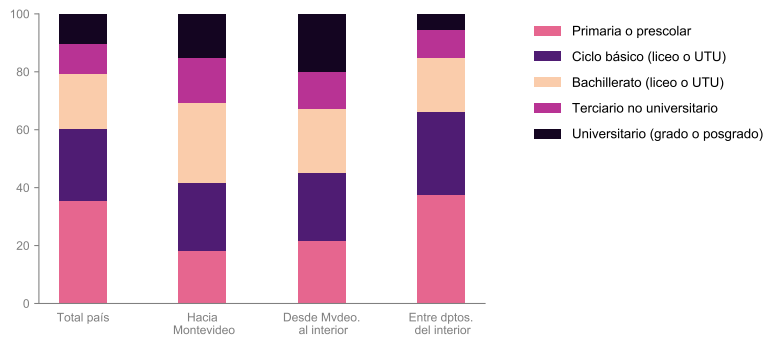 100
80
60
40
20
0
Total país
Hacia
Montevideo
Desde Mvdeo.
al interior
Entre dptos.
del interior
Primaria o prescolar
Ciclo básico (liceo o UTU)
Bachillerato (liceo o UTU)
Terciario no universitario
Universitario (grado o posgrado)